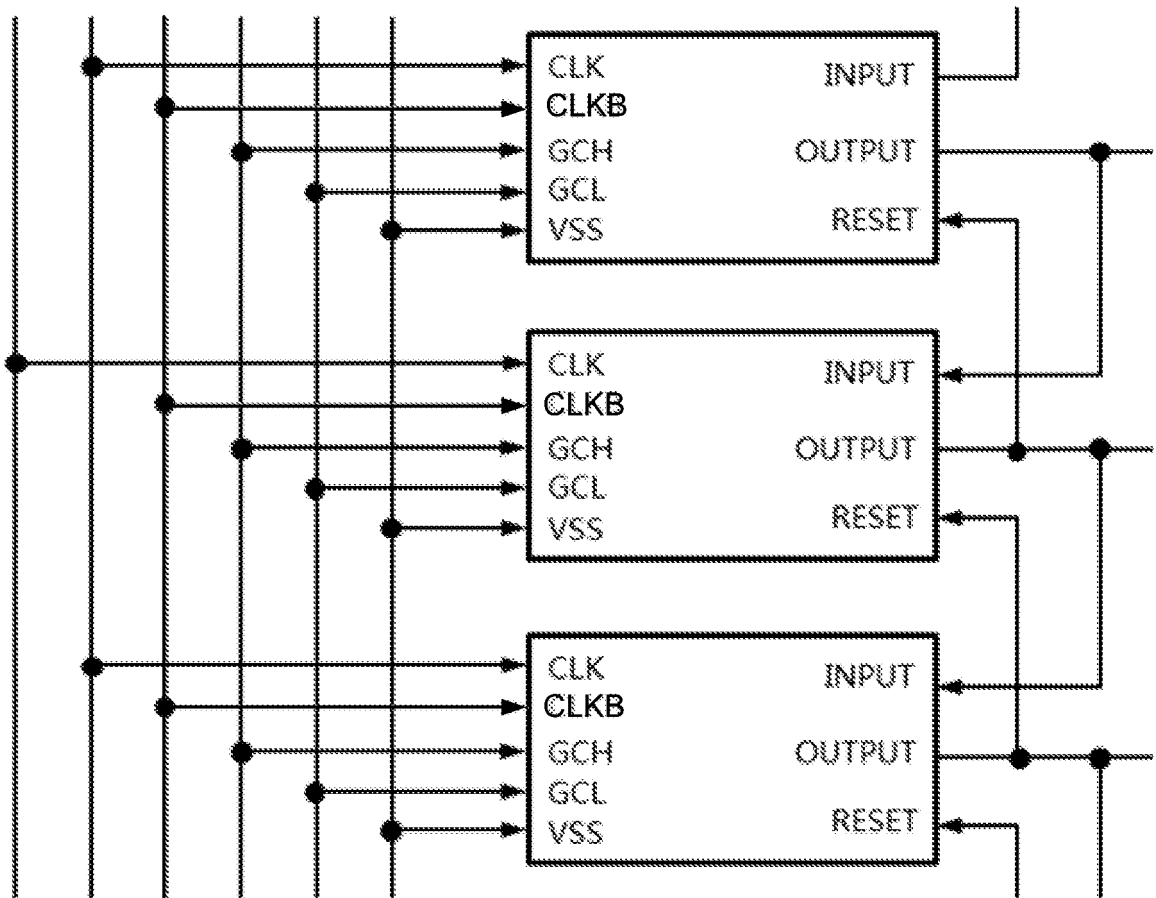 CLK
CLKB
GCH
GCL
VSS
INPUT
OUTPUT
RESET
CLK
CLKB
GCH
GCL
VSS
INPUT
OUTPUT
RESET
CLK
CLKB
GCH
GCL
VSS
INPUT
OUTPUT
RESET